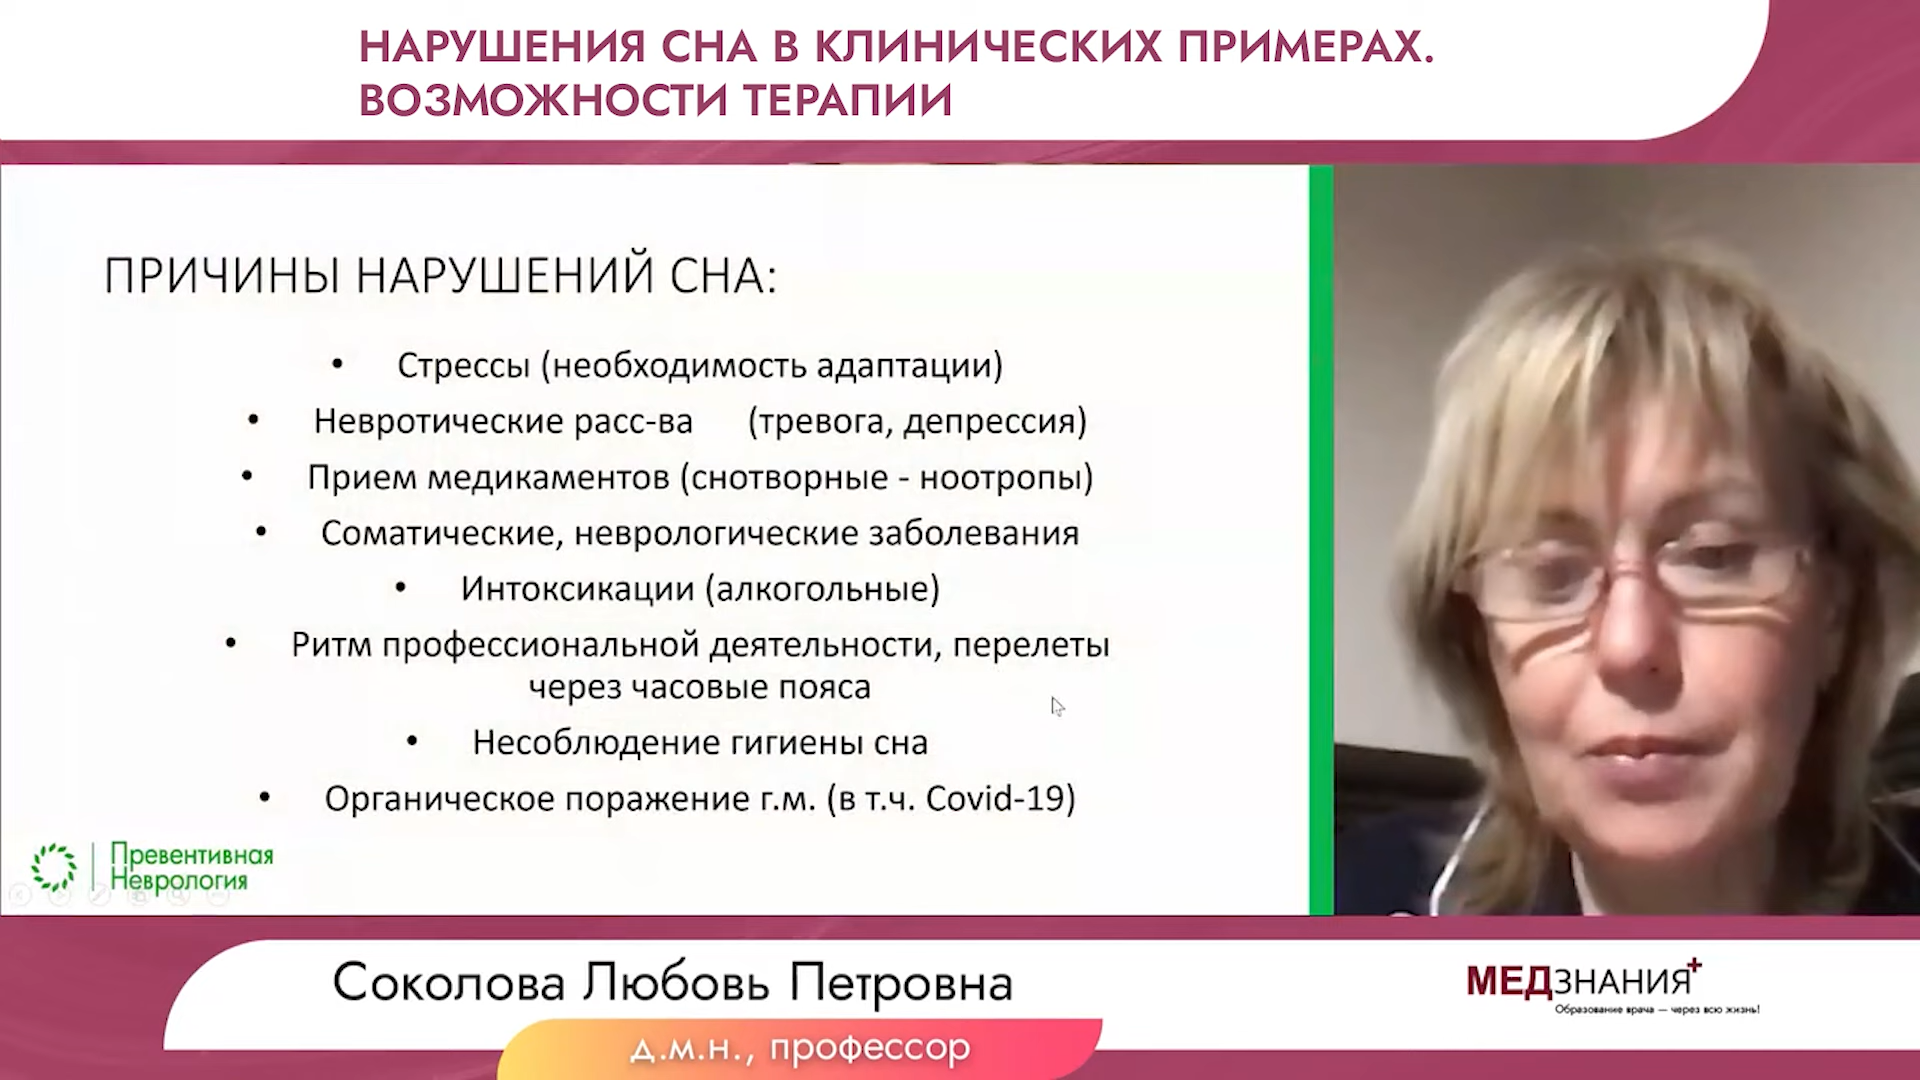 НАРУШЕНИЯ СНА В КЛИНИЧЕСКИХ ПРИМЕРАХ.
ВОЗМОЖНОСТИ ТЕРАПИИ
ПРИЧИНЫ НАРУШЕНИЙ СНА:
• Стрессы (необходимость адаптации)
• Невротические расс-ва (тревога, депрессия)
• Прием медикаментов (снотворные - ноотропы)
• Соматические, неврологические заболевания
• Интоксикации (алкогольные)
• Ритм профессиональной деятельности, перелеты
через часовые пояса
• Несоблюдение гигиены сна
• Органическое поражение г.м. (в т.ч. Covid-19)
Превентивная
Неврология
Соколова Любовь Петровна
д.м.н., профессор
МЕДЗНАНИЯ+
Образование врача — через всю жизнь!